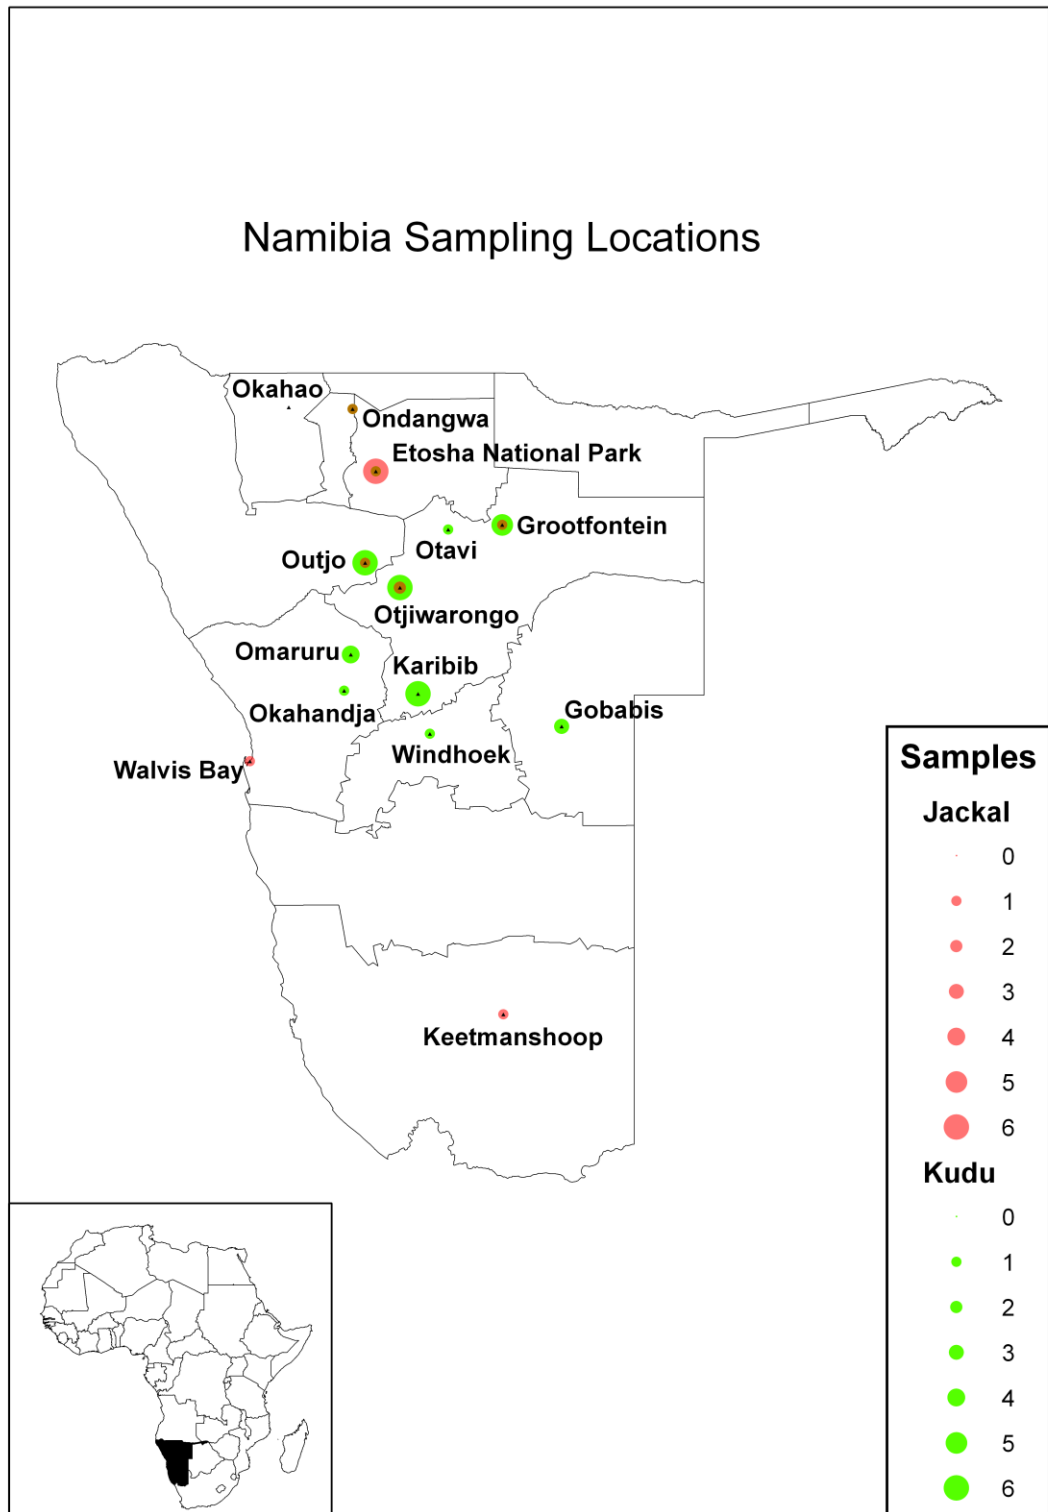 Namibia Sampling Locations
Okahao
Ondangwa
Etosha National Park
Grootfontein
Otavi
Outjo
Otjiwarongo
Omaruru
Karibib
Okahandja
Gobabis
Windhoek
Walvis Bay
Keetmanshoop
Samples
Jackal
0
1
2
3
4
5
6
Kudu
0
1
2
3
4
5
6